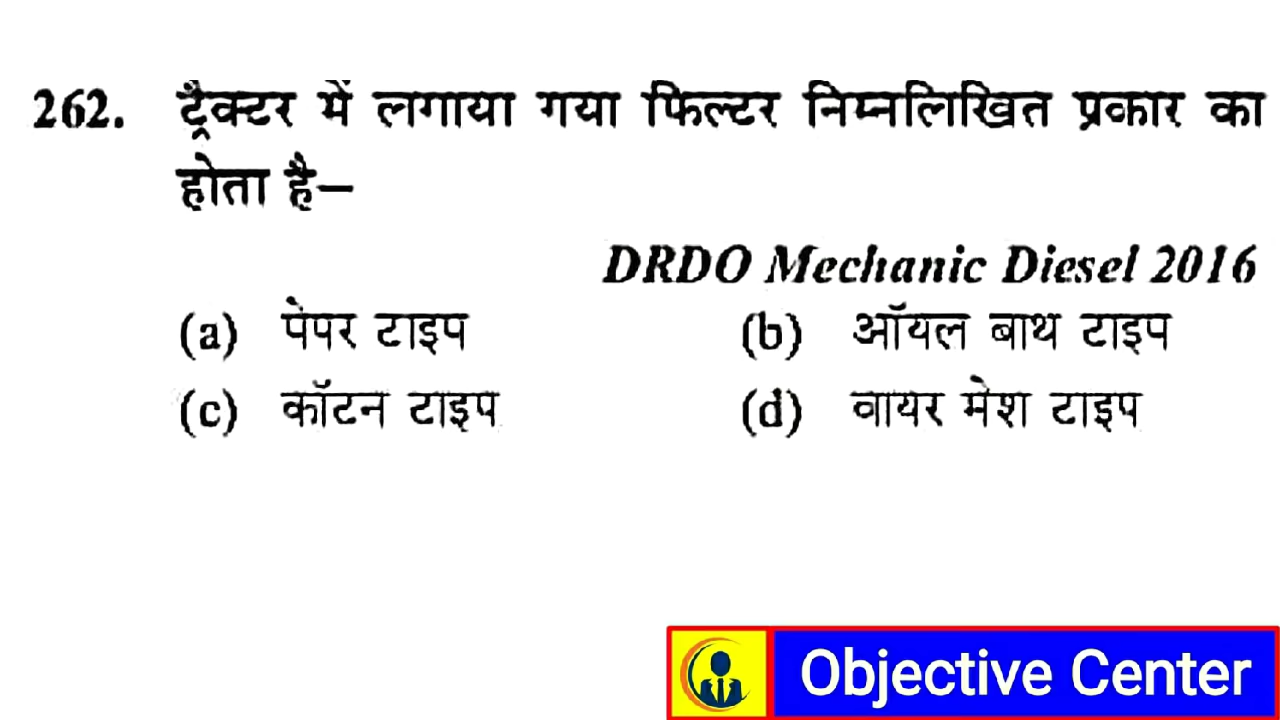 262. ट्रैक्टर में लगाया गया फिल्टर निम्नलिखित प्रकार का
होता है–
DRDO Mechanic Diesel 2016
(a) पेपर टाइप (b) ऑयल बाथ टाइप
(c) कॉटन टाइप (d) वायर मेश टाइप
Objective Center